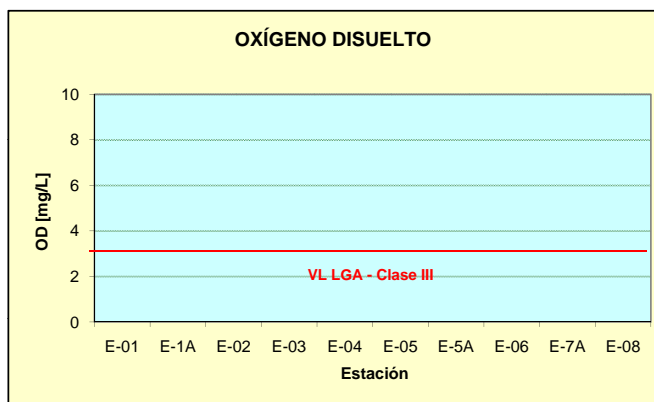 OXÍGENO DISUELTO
10
8
6
4
2
0
OD [mg/L]
VL LGA - Clase III
E-01 E-1A E-02 E-03 E-04 E-05 E-5A E-06 E-7A E-08
Estación